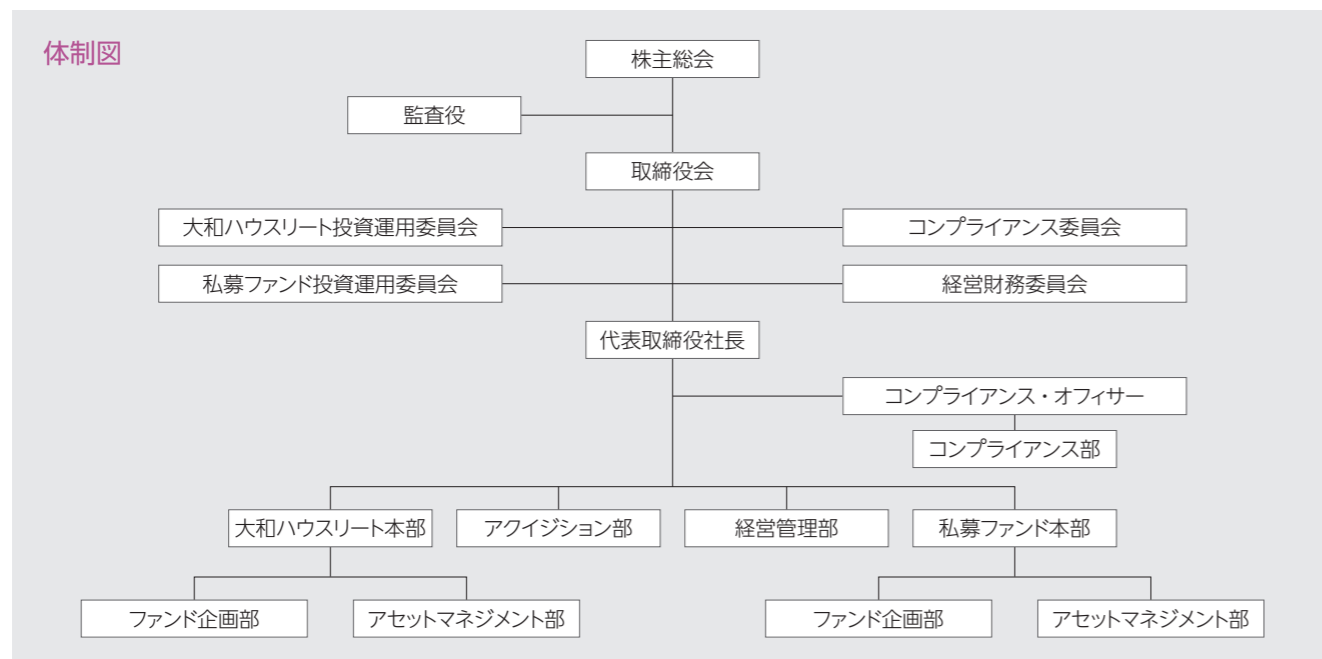 体制図
株主総会
監査役
取締役会
大和ハウスリート投資運用委員会
コンプライアンス委員会
私募ファンド投資運用委員会
経営財務委員会
代表取締役社長
コンプライアンス・オフィサー
コンプライアンス部
大和ハウスリート本部
アクイジション部
経営管理部
私募ファンド本部
ファンド企画部
アセットマネジメント部
ファンド企画部
アセットマネジメント部